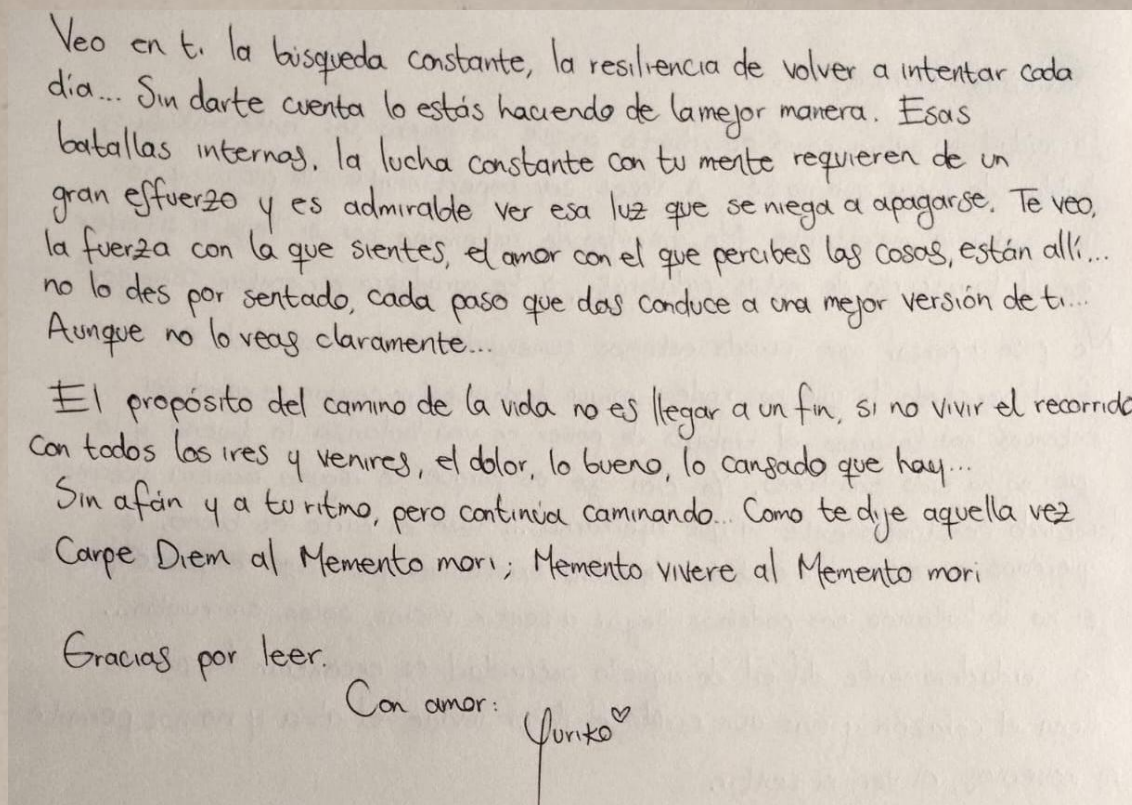 Veo en ti la búsqueda constante, la resiliencia de volver a intentar cada
día... Sin darte cuenta lo estás haciendo de la mejor manera. Esas
batallas internas, la lucha constante con tu mente requieren de un
gran effuerzo y es admirable ver esa luz que se niega a apagarse. Te veo,
la fuerza con la que sientes, el amor con el que percibes las cosas, están allí...
no lo des por sentado, cada paso que das conduce a una mejor versión de ti...
Aunque no lo veas claramente...
El propósito del camino de la vida no es llegar a un fin, si no vivir el recorrido
con todos los ires y venires, el dolor, lo bueno, lo cansado que hay...
Sin afán y a tu ritmo, pero continúa caminando... Como te dije aquella vez
Carpe Diem al Memento mori; Memento vivere al Memento mori
Gracias por leer.
Con amor:
Yuriko♡